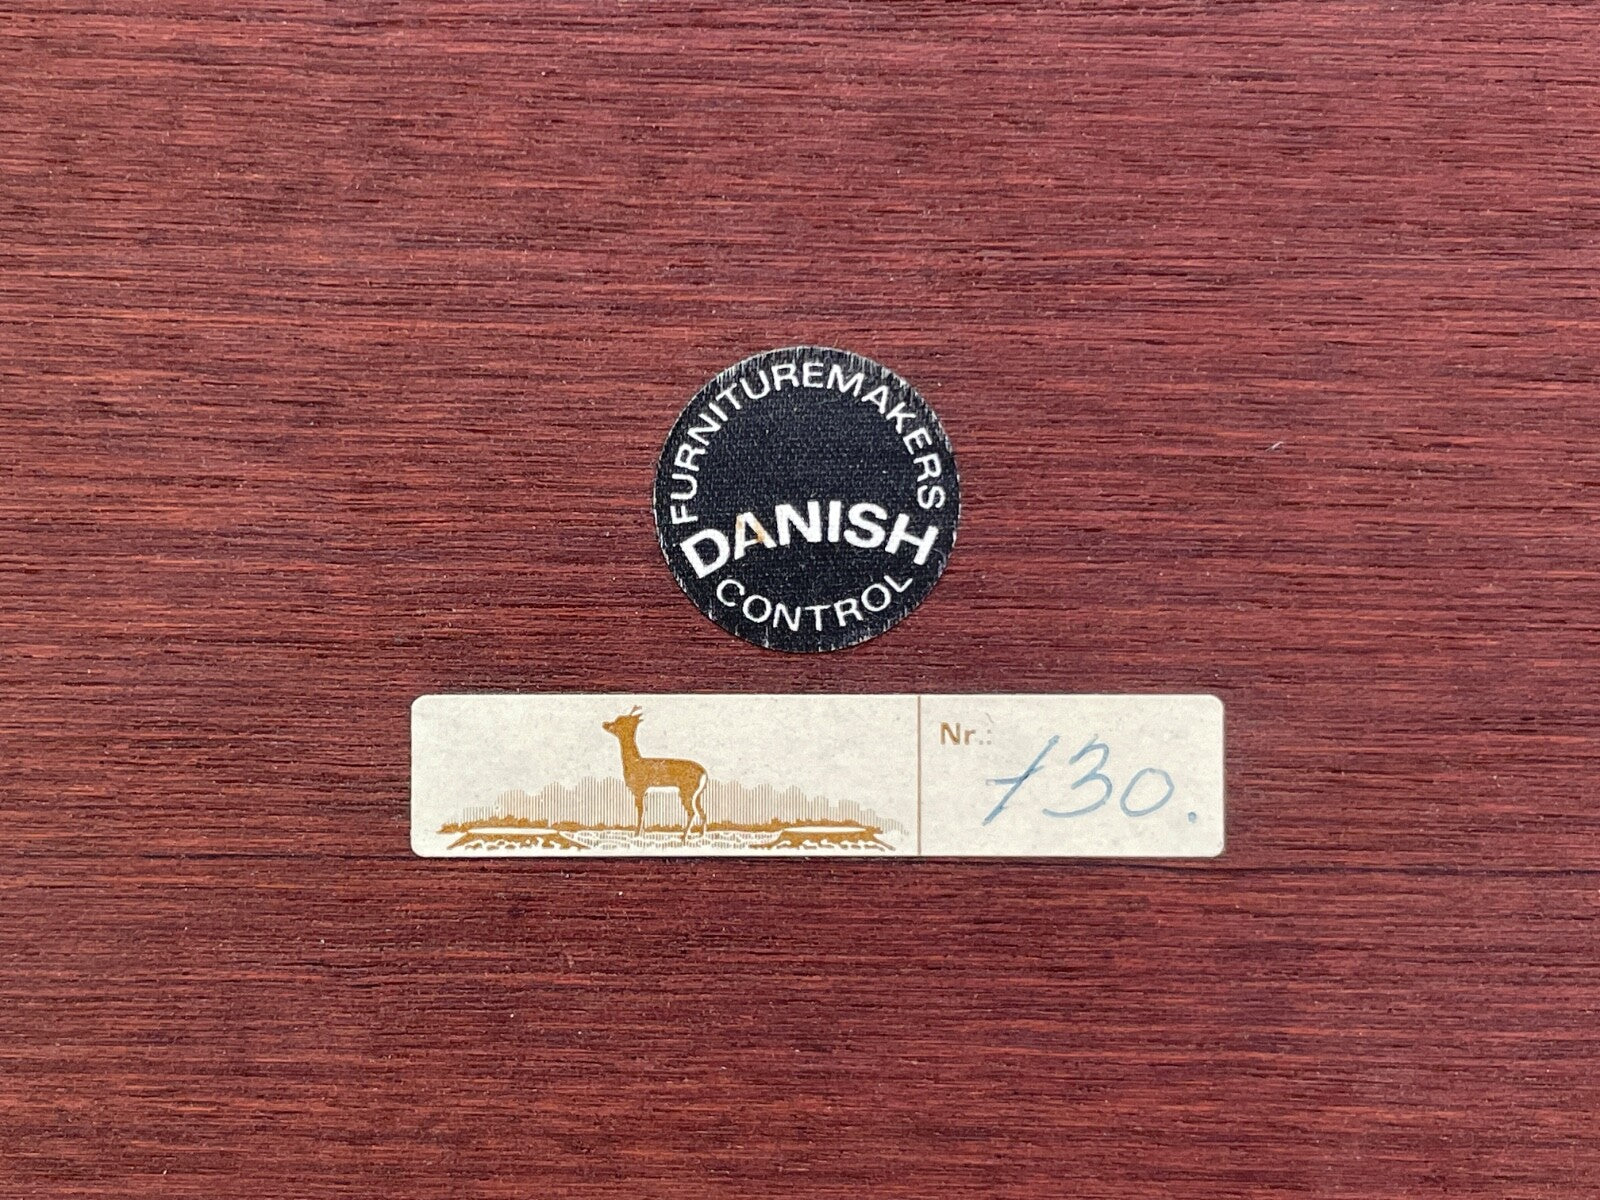 FURNITUREMAKERS
DANISH
CONTROL
Nr.:
130.